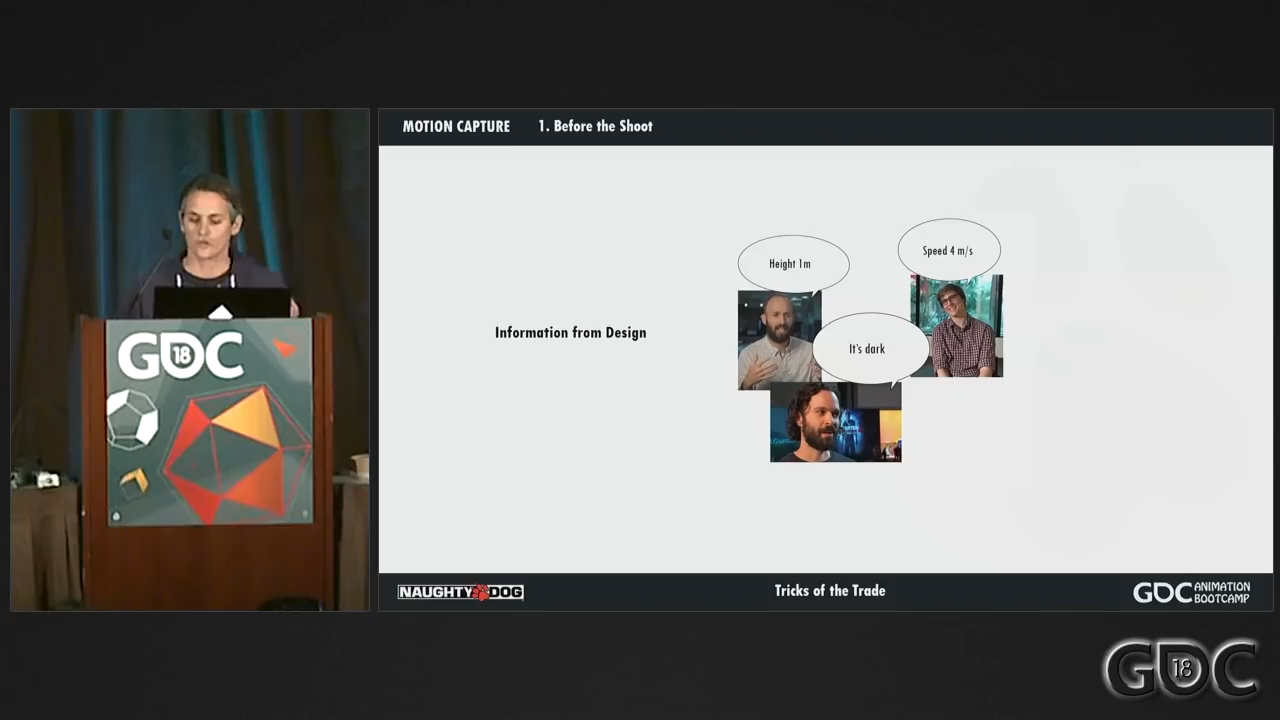 MOTION CAPTURE 1. Before the Shoot
Height 1m
Speed 4 m/s
Information from Design
It's dark
GDC 18
NAUGHTY DOG
Tricks of the Trade
GDC ANIMATION BOOTCAMP
GDC 18